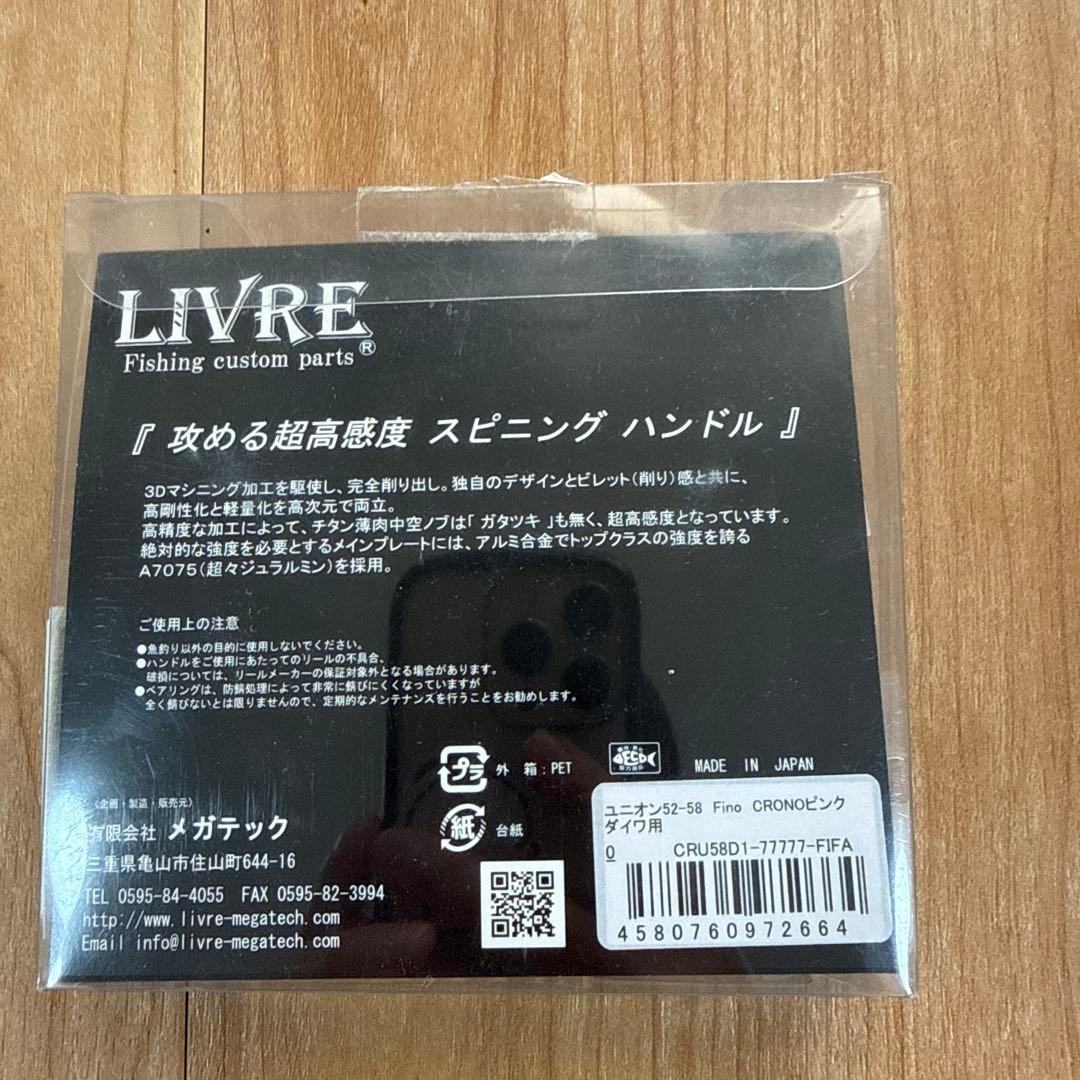 LIVRE
Fishing custom parts®
『 攻める超高感度 スピニング ハンドル 』
3Dマシニング加工を駆使し、完全削り出し。独自のデザインとビレット(削り)感と共に、
高剛性化と軽量化を高次元で両立。
高精度な加工によって、チタン薄肉中空ノブは「 ガタツキ 」も無く、超高感度となっています。
絶対的な強度を必要とするメインプレートには、アルミ合金でトップクラスの強度を誇る
A7075(超々ジュラルミン)を採用。
ご使用上の注意
●魚釣り以外の目的に使用しないでください。
●ハンドルをご使用にあたってのリールの不具合、
破損については、リールメーカーの保証対象外となる場合があります。
●ベアリングは、防錆処理によって非常に錆びにくくなっていますが
全く錆びないとは限りませんので、定期的なメンテナンスを行うことをお勧めします。
プラ 外 箱:PET
ECO
MADE IN JAPAN
紙 台紙
〈企画・製造・販売元〉
有限会社 メガテック
三重県亀山市住山町644-16
TEL 0595-84-4055 FAX 0595-82-3994
http://www.livre-megatech.com
Email info@livre-megatech.com
ユニオン52-58 Fino CRONOピンク
ダイワ用
0 CRU58D1-77777-FIFA
4580760972664